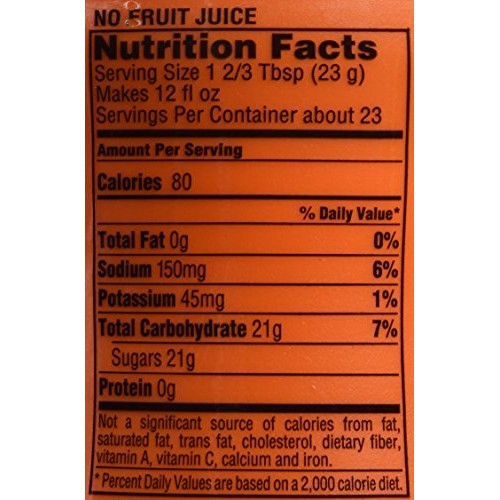 NO FRUIT JUICE
Nutrition Facts
Serving Size 1 2/3 Tbsp (23 g)
Makes 12 fl oz
Servings Per Container about 23
Amount Per Serving
Calories 80
% Daily Value*
Total Fat 0g 0%
Sodium 150mg 6%
Potassium 45mg 1%
Total Carbohydrate 21g 7%
Sugars 21g
Protein 0g
Not a significant source of calories from fat,
saturated fat, trans fat, cholesterol, dietary fiber,
vitamin A, vitamin C, calcium and iron.
*Percent Daily Values are based on a 2,000 calorie diet.